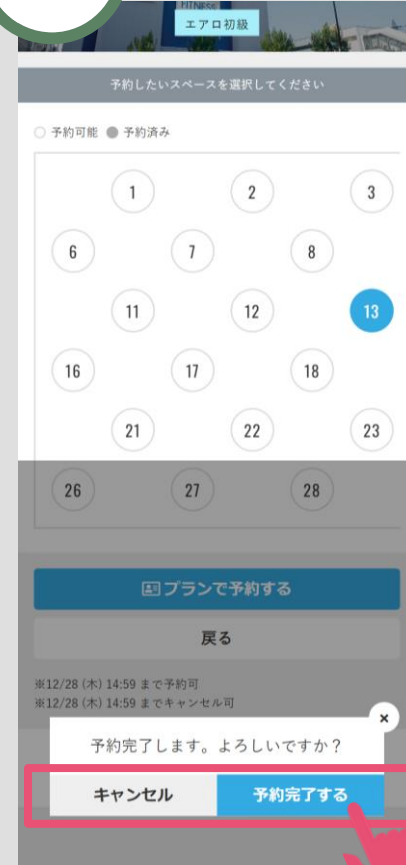 FITNESS
エアロ初級
予約したいスペースを選択してください
予約可能 予約済み
1 2 3
6 7 8
11 12 13
16 17 18
21 22 23
26 27 28
プランで予約する
戻る
※12/28 (木) 14:59 まで予約可
※12/28 (木) 14:59 までキャンセル可
×
予約完了します。よろしいですか？
キャンセル 予約完了する